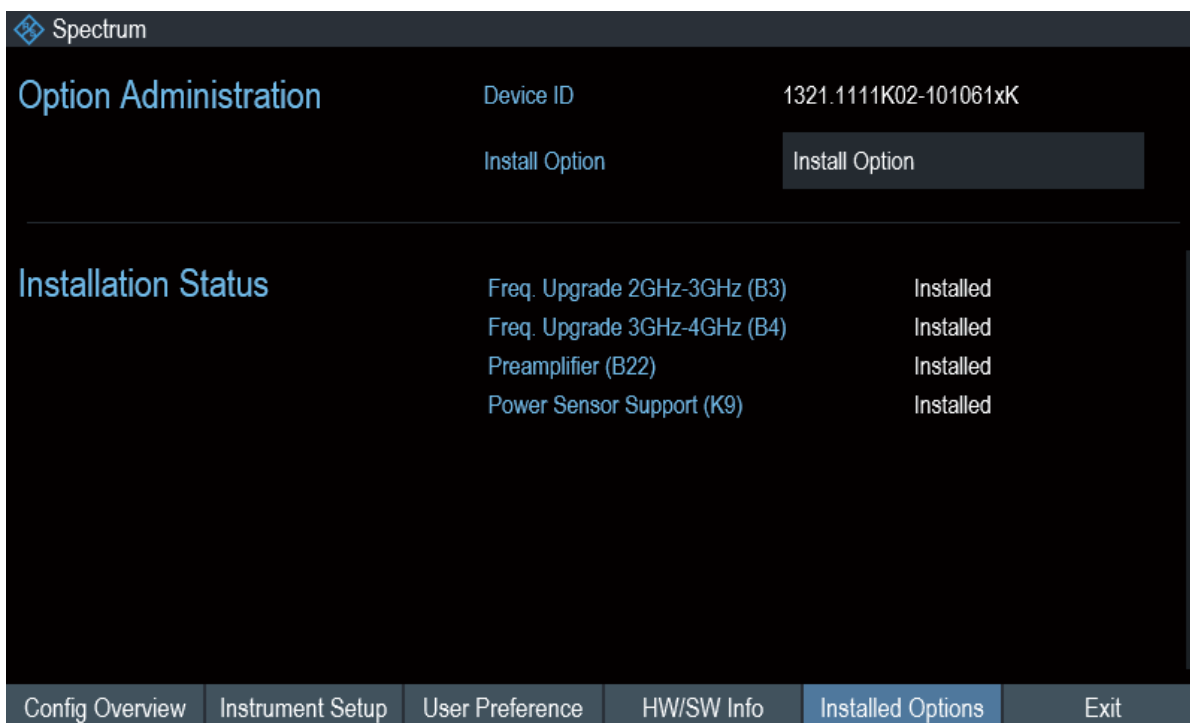 Spectrum
Option Administration
Device ID 1321.1111K02-101061xK
Install Option Install Option
Installation Status
Freq. Upgrade 2GHz-3GHz (B3) Installed
Freq. Upgrade 3GHz-4GHz (B4) Installed
Preamplifier (B22) Installed
Power Sensor Support (K9) Installed
Config Overview Instrument Setup User Preference HW/SW Info Installed Options Exit